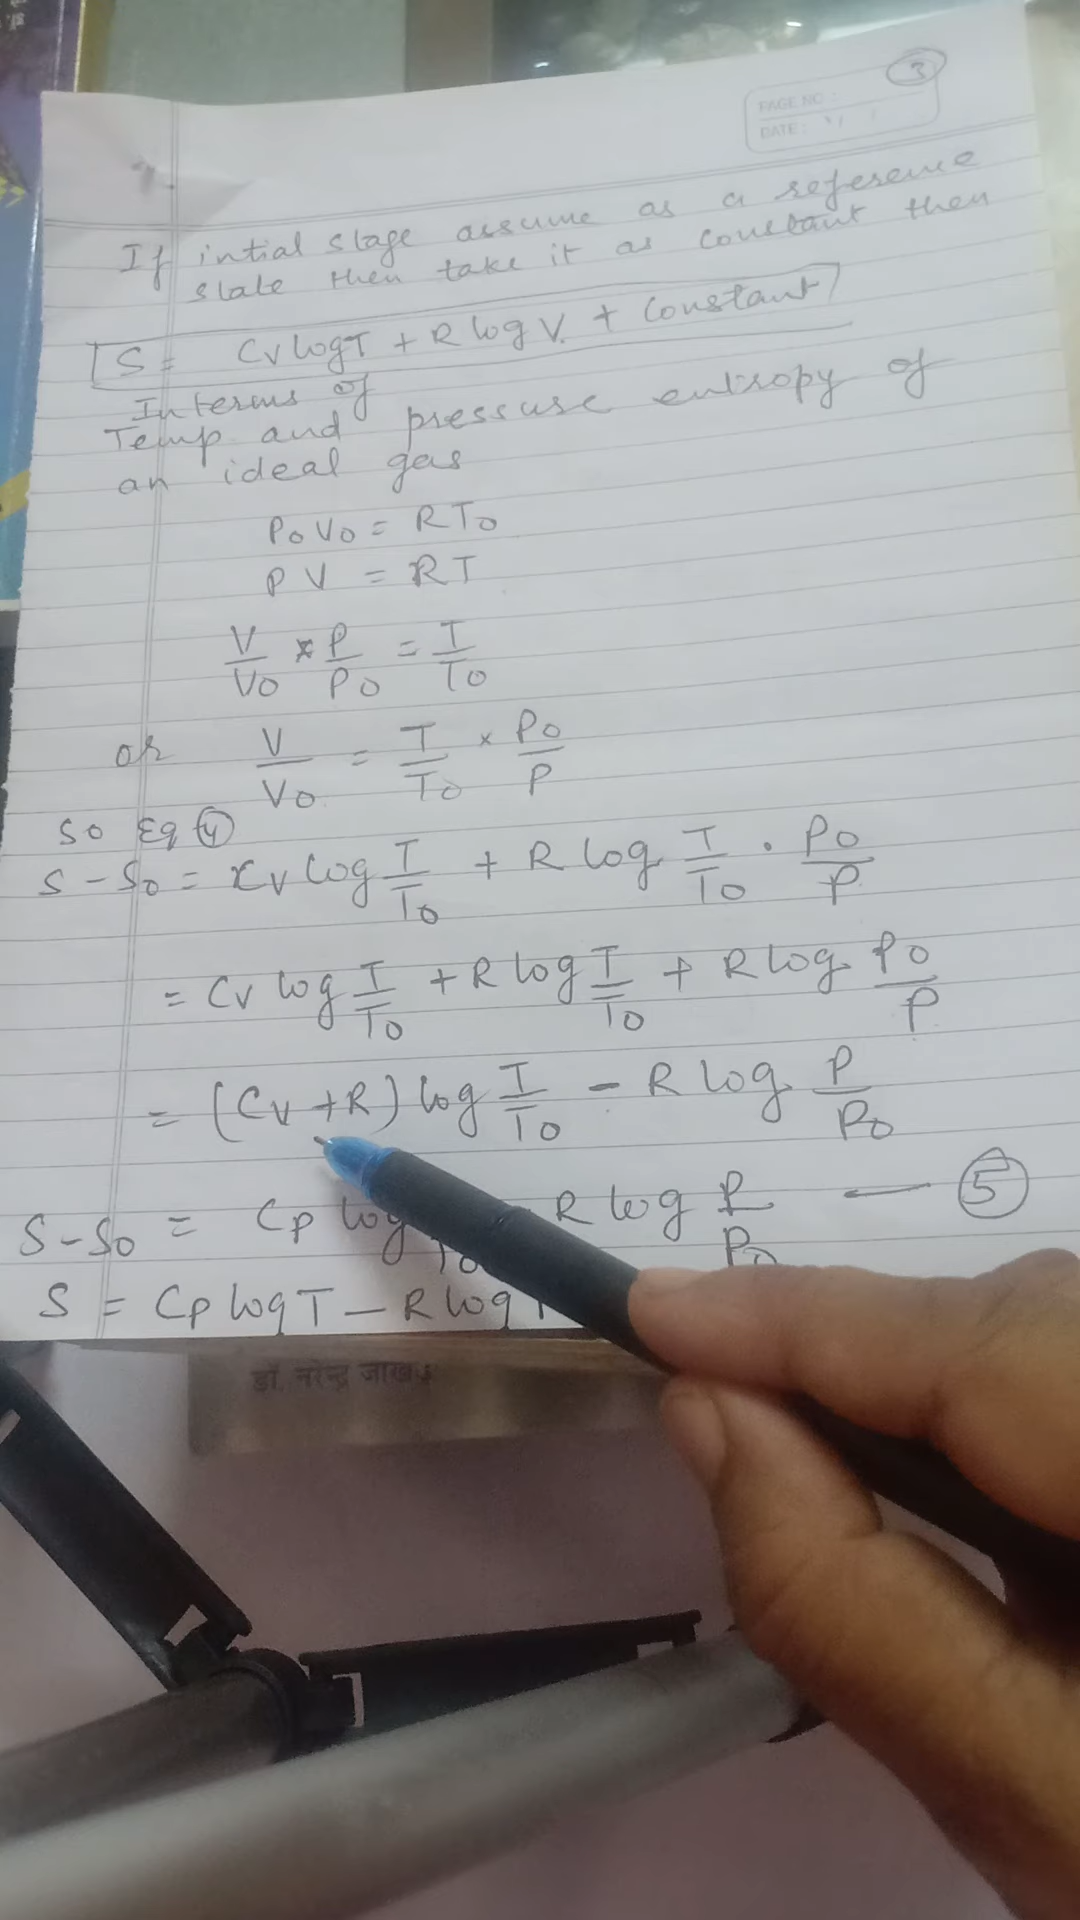 3
PAGE NO
DATE:
If intial stage assume as a reference
state then take it as constant then
S = Cv log T + R log V + Constant
Interms of
Temp and pressure entropy of
an ideal gas
P0 V0 = RT0
P V = RT
V/V0 × P/P0 = T/T0
or V/V0 = T/T0 × P0/P
So Eq (4)
S - S0 = Cv log T/T0 + R log T/T0 . P0/P
= Cv log T/T0 + R log T/T0 + R log P0/P
= (Cv + R) log T/T0 - R log P/P0
S - S0 = Cp log T0 R log P/P0 — (5)
S = Cp log T - R log
डॉ. नरेन्द्र